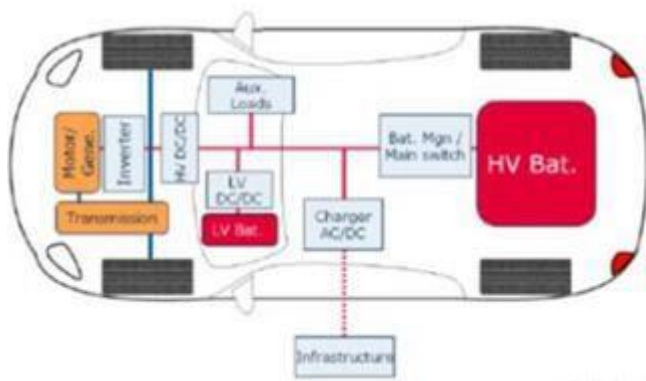 Motor/
Gene.
Inverter
HV DC/DC
Transmission
Aux.
Loads
LV
DC/DC
LV Bat.
Charger
AC/DC
Bat. Mgn /
Main switch
HV Bat.
Infrastructure